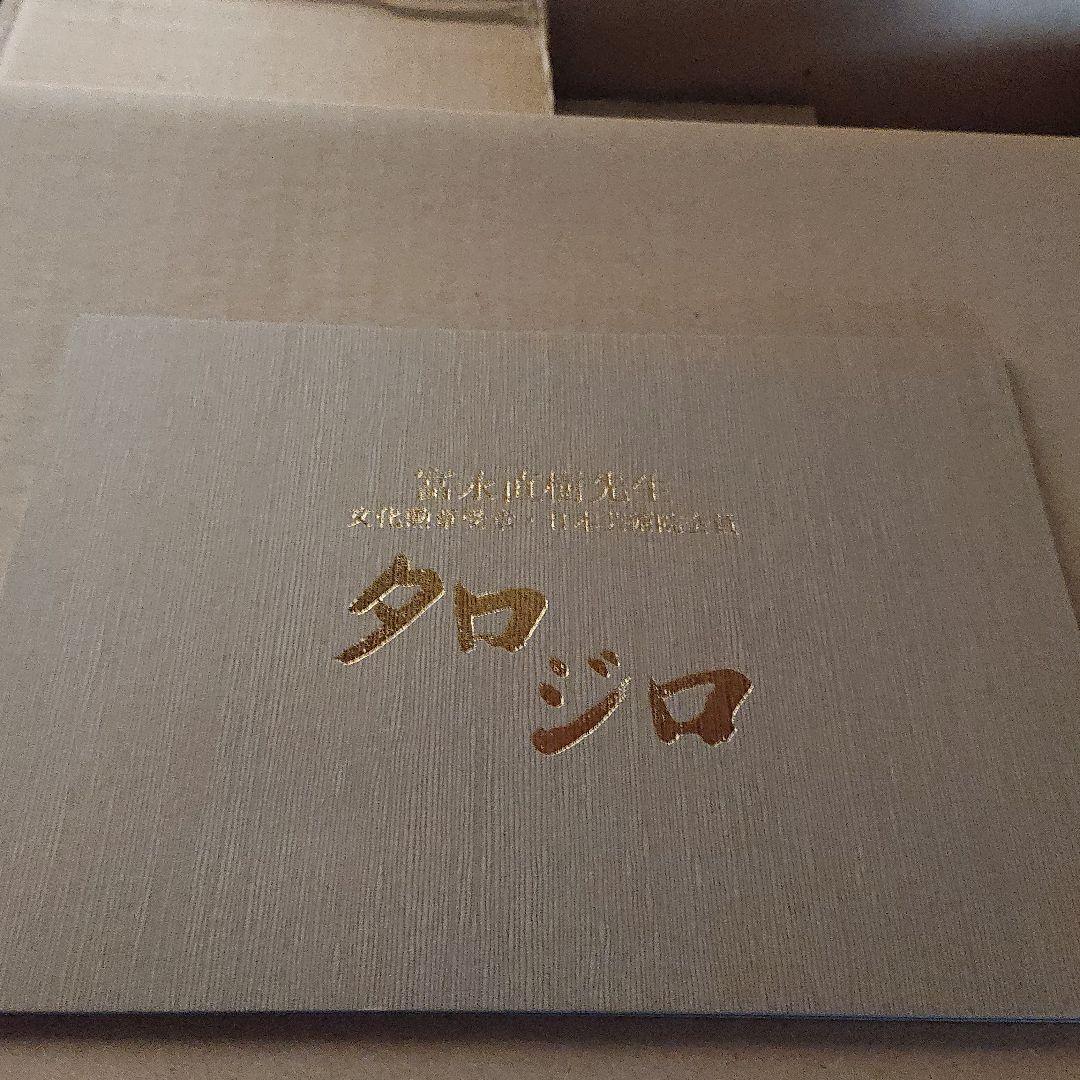 富永直樹先生
文化勲章受章・日本芸術院会員
タロ
ジロ